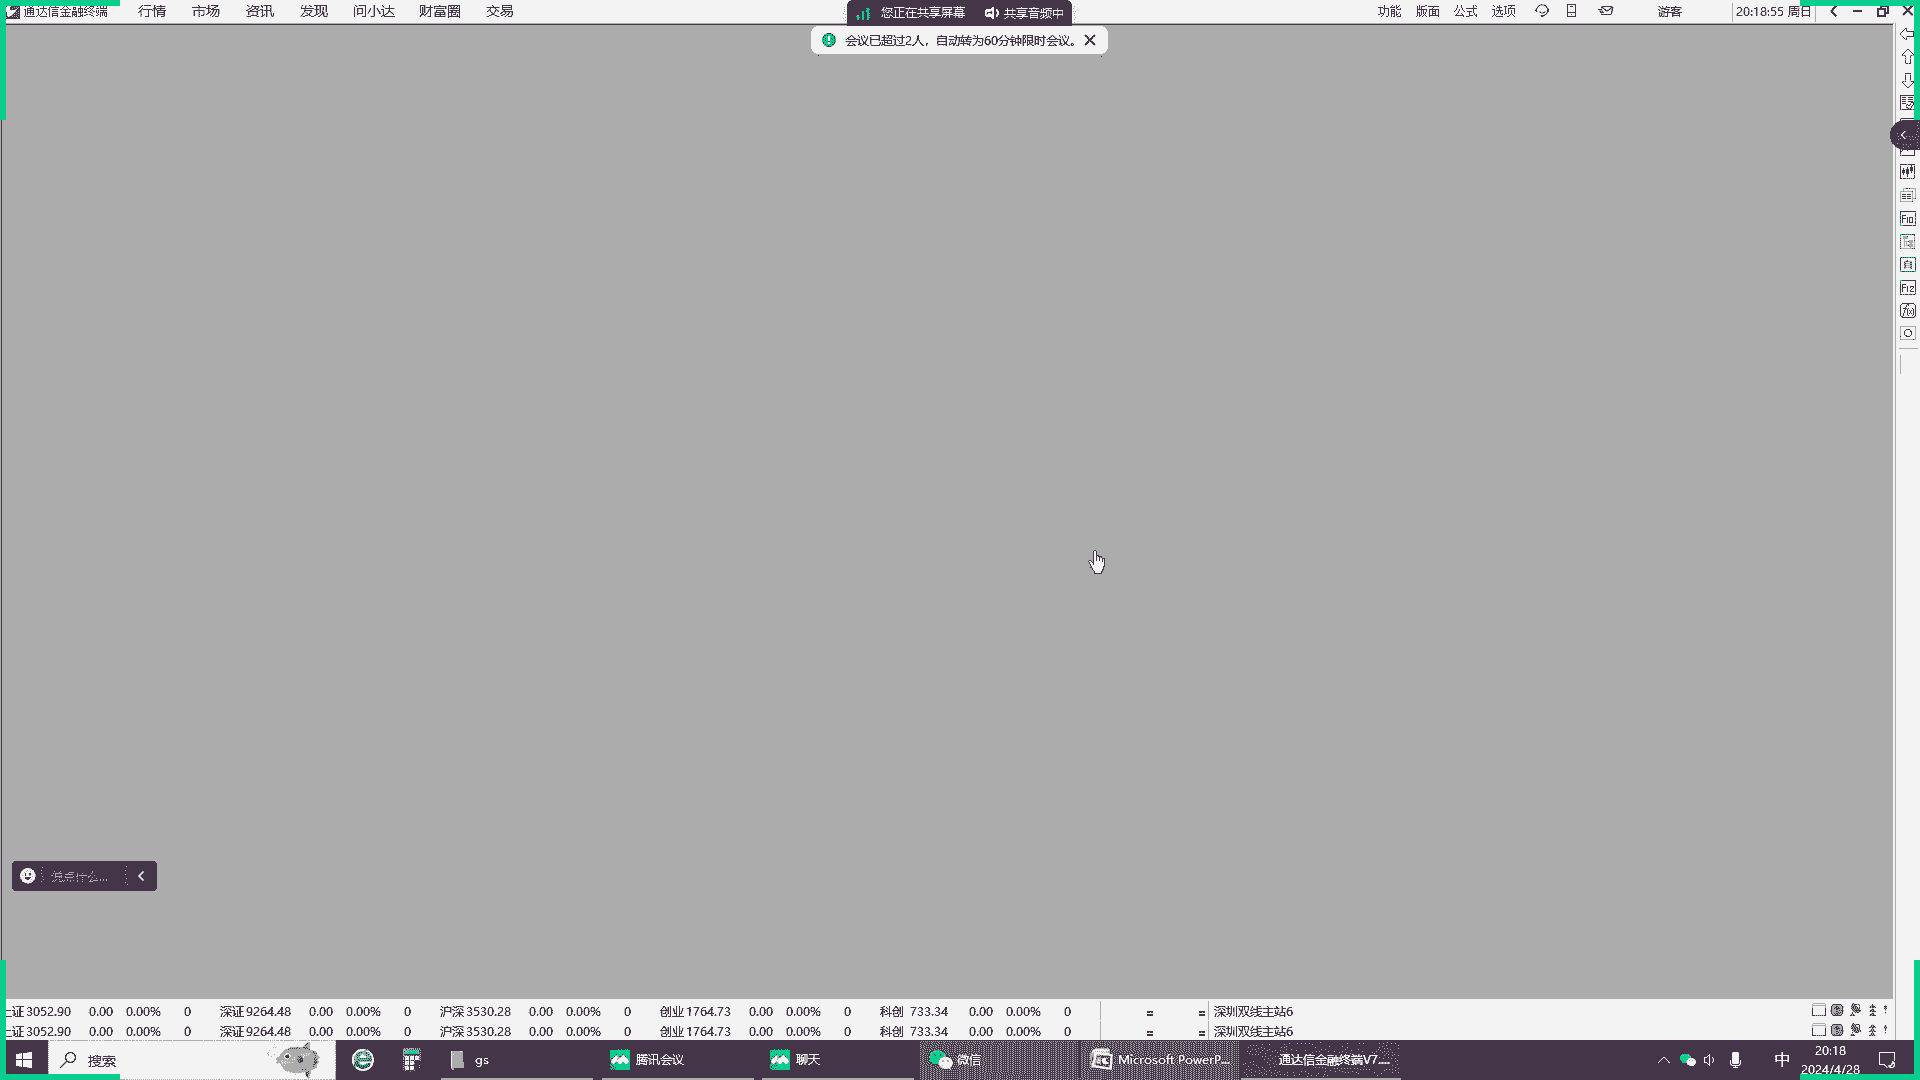 通达信金融终端 行情 市场 资讯 发现 问小达 财富圈 交易 您正在共享屏幕 共享音频中 功能 版面 公式 选项 游客 20:18:55 周日
会议已超过2人，自动转为60分钟限时会议。
F10
F12
说点什么...
上证3052.90 0.00 0.00% 0 深证9264.48 0.00 0.00% 0 沪深3530.28 0.00 0.00% 0 创业1764.73 0.00 0.00% 0 科创 733.34 0.00 0.00% 0 深圳双线主站6
上证3052.90 0.00 0.00% 0 深证9264.48 0.00 0.00% 0 沪深3530.28 0.00 0.00% 0 创业1764.73 0.00 0.00% 0 科创 733.34 0.00 0.00% 0 深圳双线主站6
搜索 gs 腾讯会议 聊天 微信 Microsoft PowerP... 通达信金融终端V7.... 中 20:18
2024/4/28